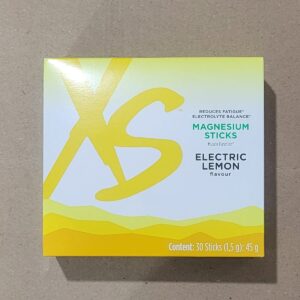 XS
REDUCES FATIGUE*
ELECTROLYTE BALANCE*
MAGNESIUM
STICKS
ELECTRIC
LEMON
flavour
Content: 30 Sticks (1,5 g): 45 g